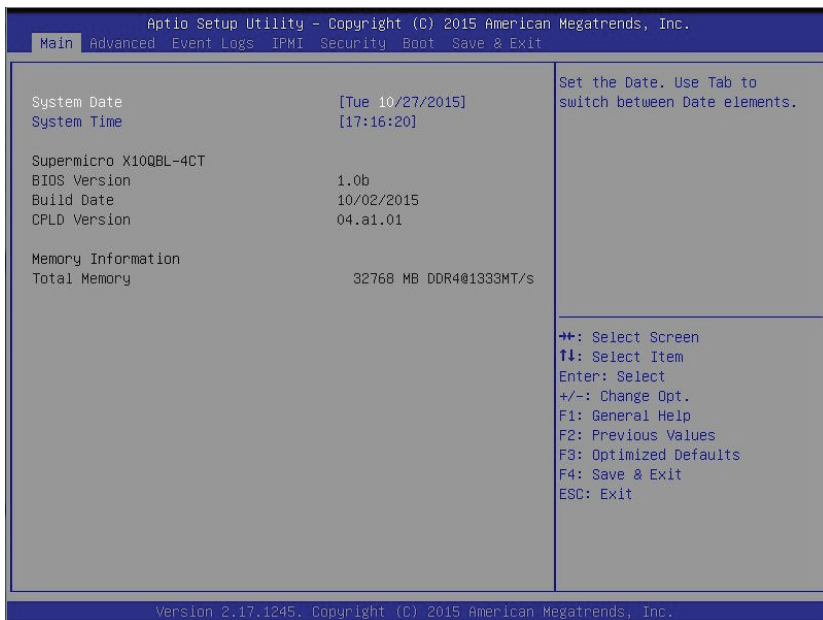 Aptio Setup Utility – Copyright (C) 2015 American Megatrends, Inc.
Main Advanced Event Logs IPMI Security Boot Save & Exit
System Date [Tue 10/27/2015]
System Time [17:16:20]
Supermicro X10QBL-4CT
BIOS Version 1.0b
Build Date 10/02/2015
CPLD Version 04.a1.01
Memory Information
Total Memory 32768 MB DDR4@1333MT/s
Set the Date. Use Tab to
switch between Date elements.
→←: Select Screen
↑↓: Select Item
Enter: Select
+/-: Change Opt.
F1: General Help
F2: Previous Values
F3: Optimized Defaults
F4: Save & Exit
ESC: Exit
Version 2.17.1245. Copyright (C) 2015 American Megatrends, Inc.